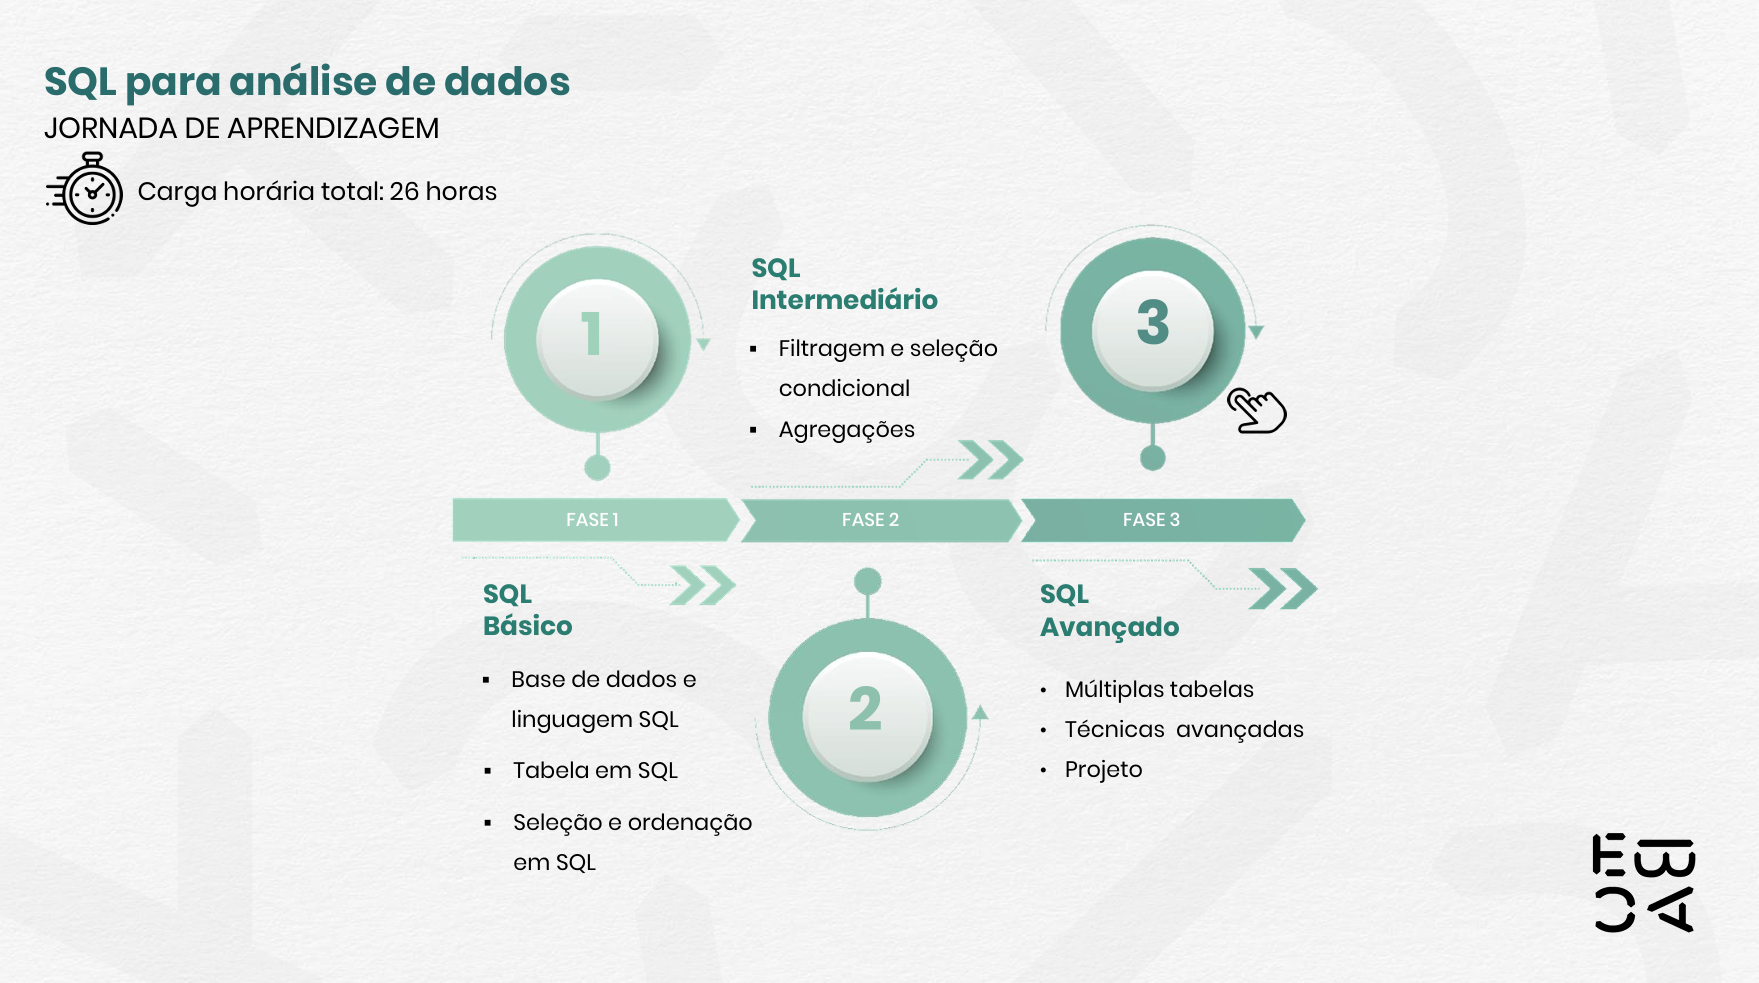 SQL para análise de dados
JORNADA DE APRENDIZAGEM
Carga horária total: 26 horas
1
SQL
Intermediário
▪ Filtragem e seleção
condicional
▪ Agregações
3
FASE 1
FASE 2
FASE 3
SQL
Básico
▪ Base de dados e
linguagem SQL
▪ Tabela em SQL
▪ Seleção e ordenação
em SQL
2
SQL
Avançado
• Múltiplas tabelas
• Técnicas  avançadas
• Projeto